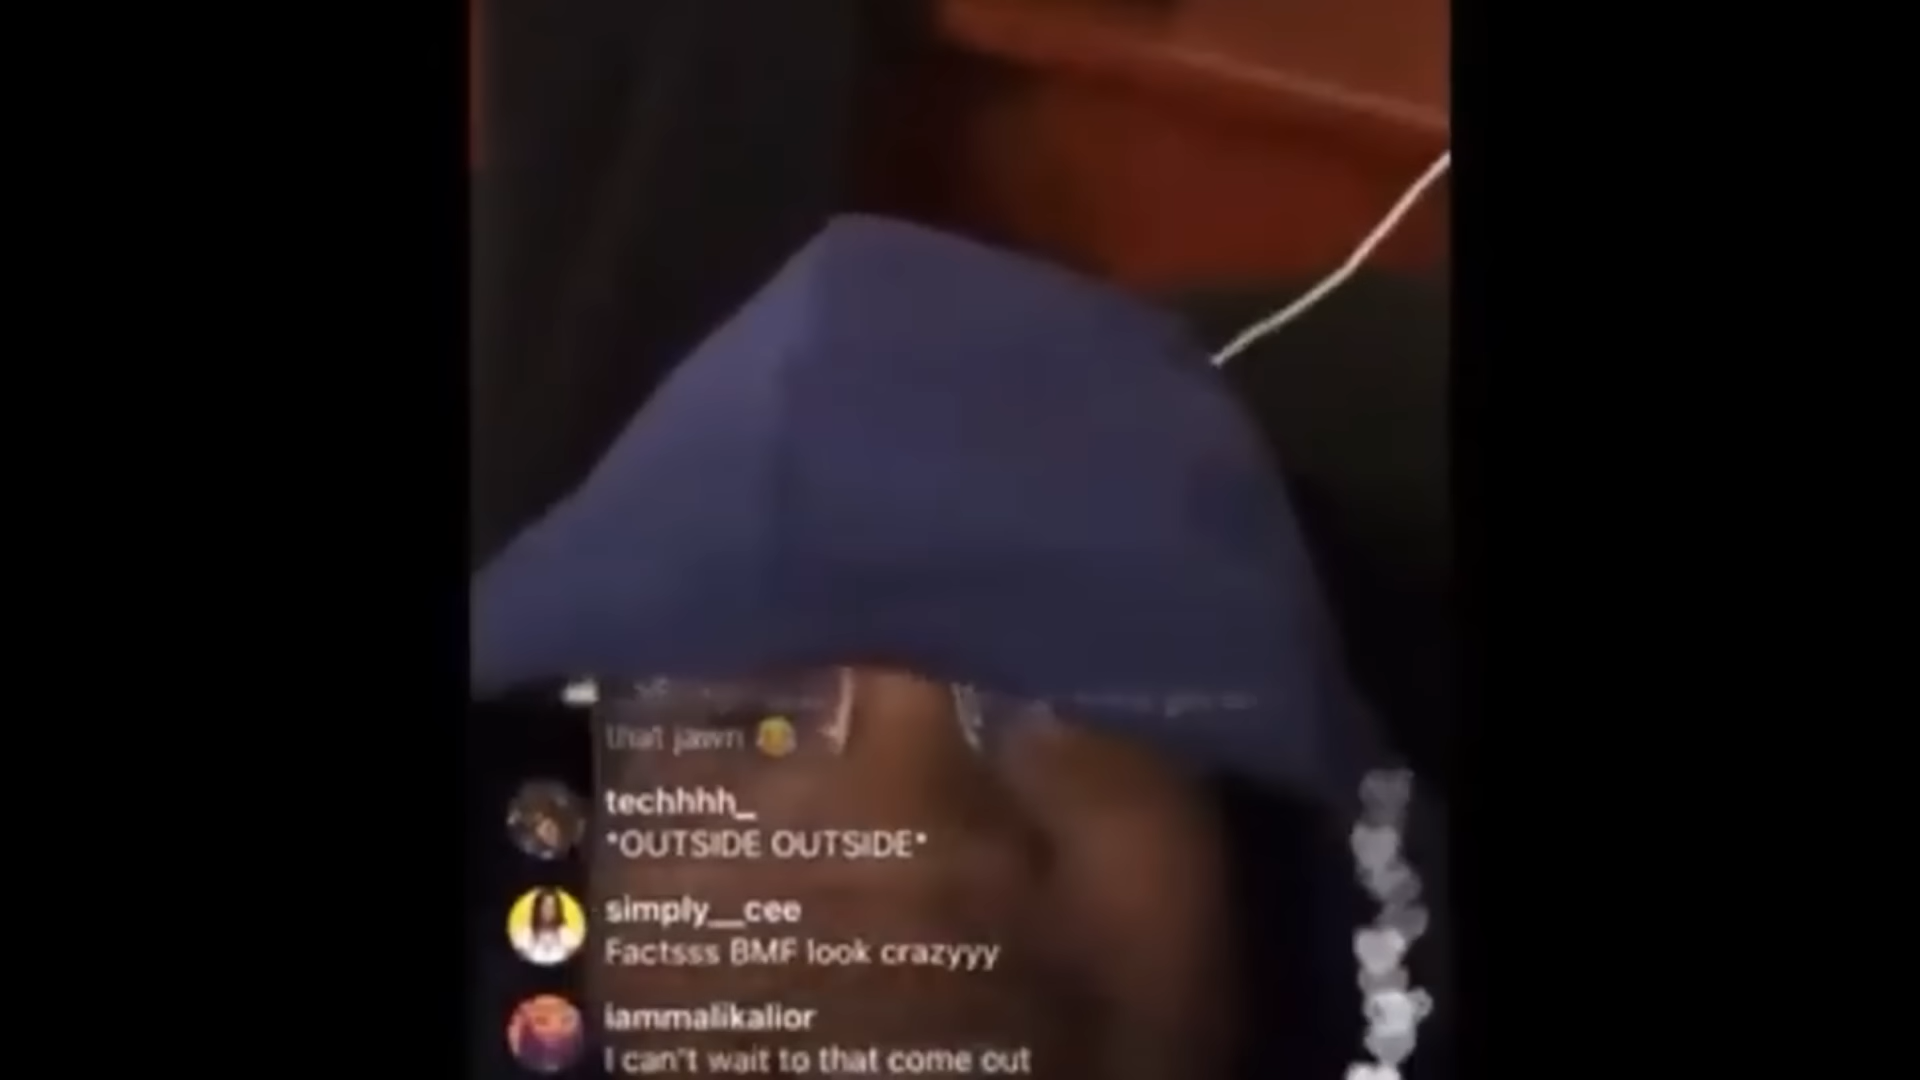 that jawn 😂
techhhh_
*OUTSIDE OUTSIDE*
simply__cee
Factsss BMF look crazyyy
iammalikalior
I can't wait to that come out